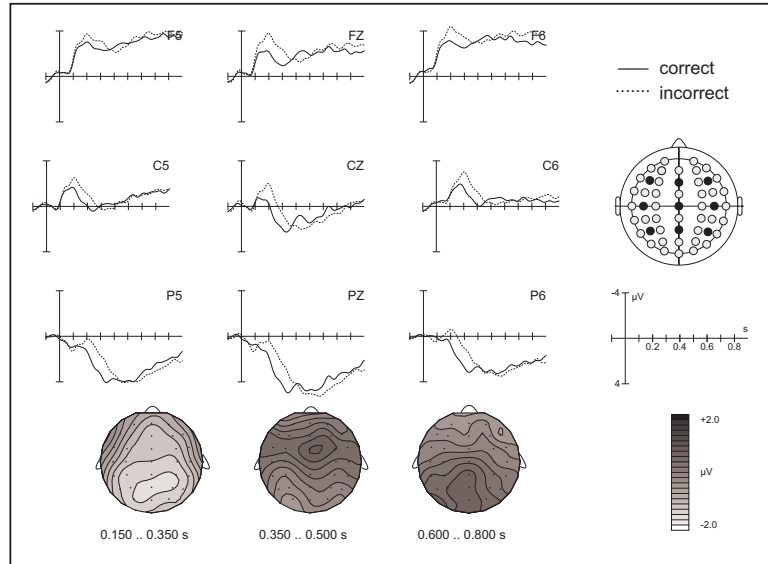 F5 FZ F6
correct
incorrect
C5 CZ C6
P5 PZ P6
-4
µV
s
0.2 0.4 0.6 0.8
4
+2.0
µV
-2.0
0.150 .. 0.350 s 0.350 .. 0.500 s 0.600 .. 0.800 s